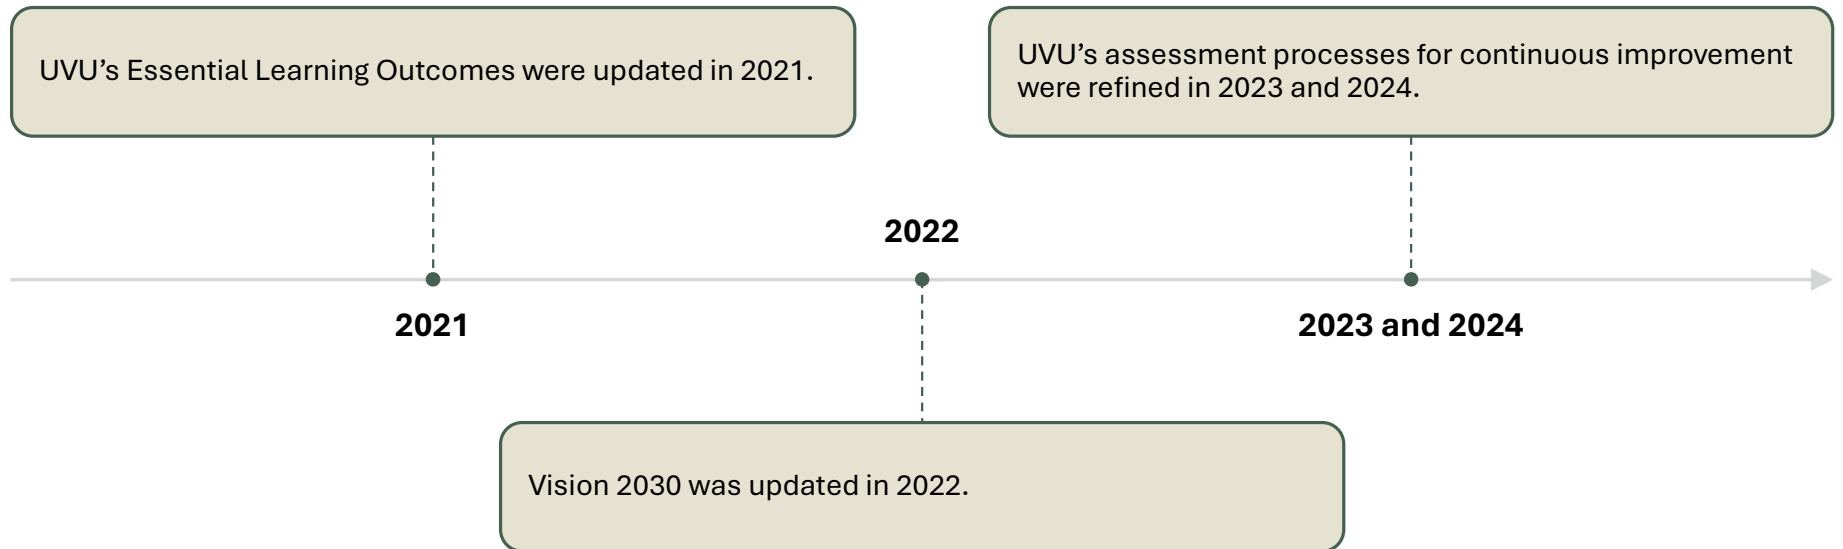 UVU’s Essential Learning Outcomes were updated in 2021.
UVU’s assessment processes for continuous improvement
were refined in 2023 and 2024.
2022
2021
2023 and 2024
Vision 2030 was updated in 2022.